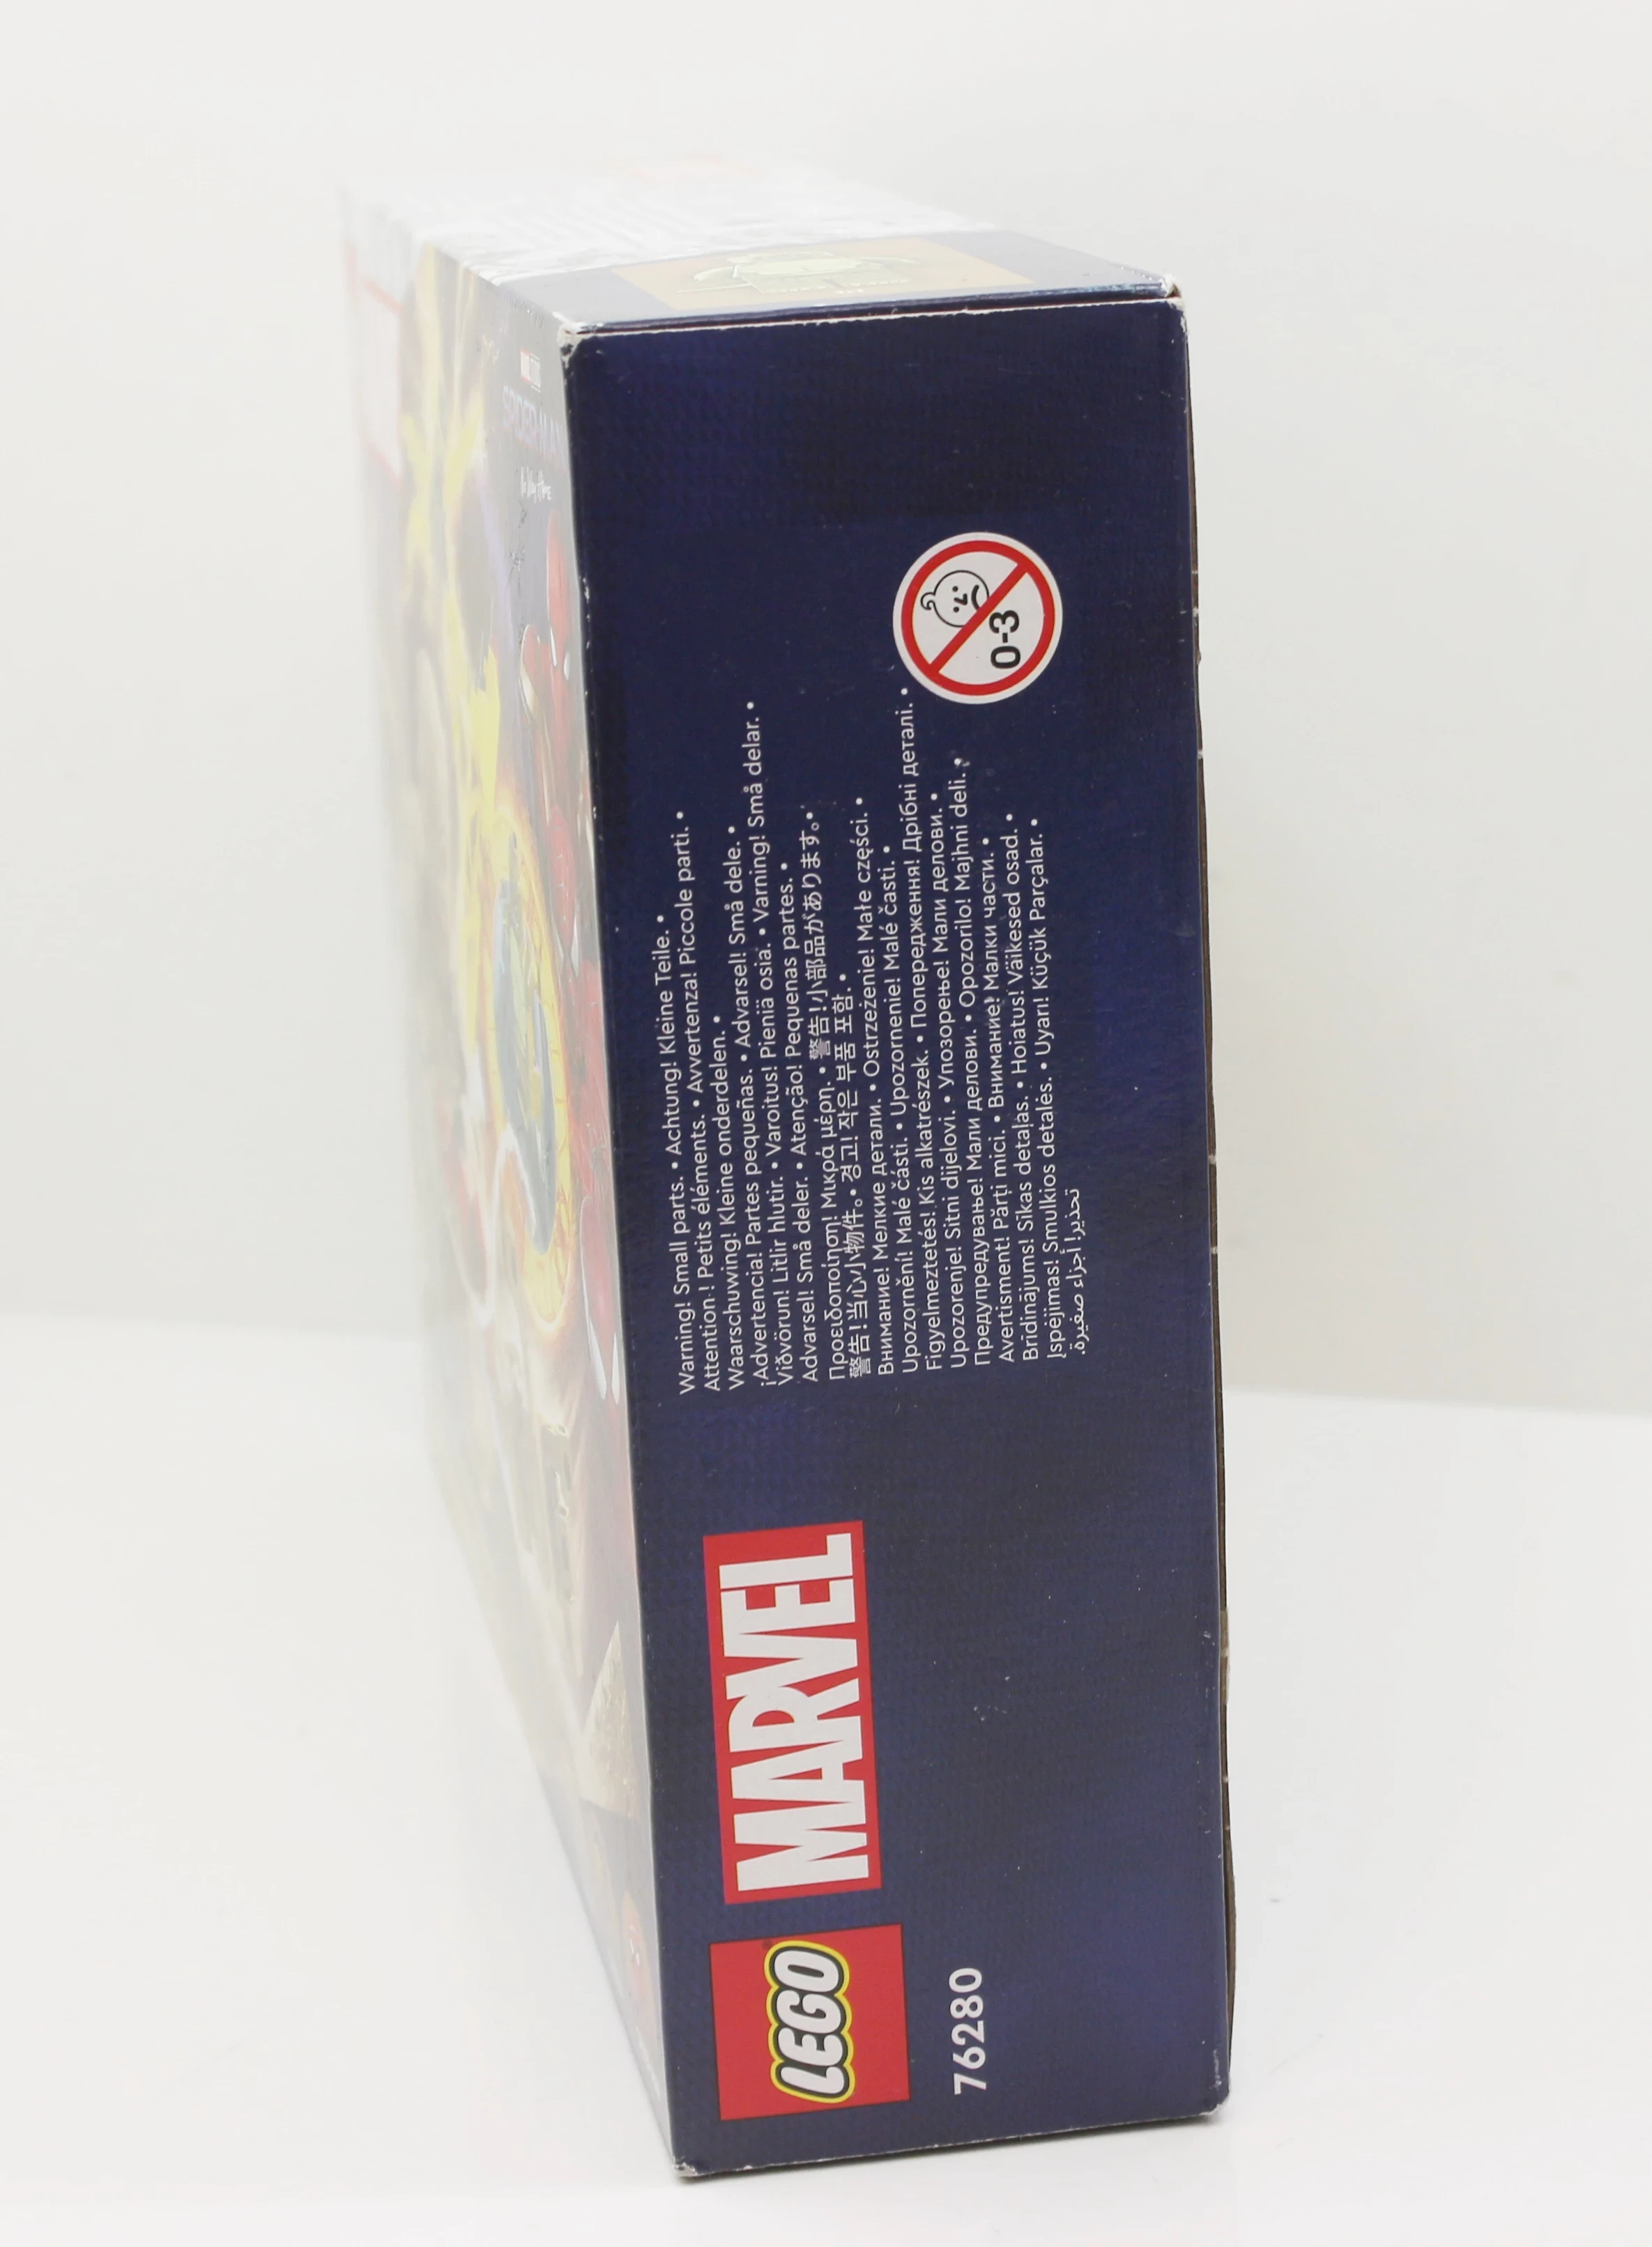 Warning! Small parts. • Achtung! Kleine Teile. •
Attention ! Petits éléments. • Avvertenza! Piccole parti. •
Waarschuwing! Kleine onderdelen. •
¡Advertencia! Partes pequeñas. • Advarsel! Små dele. •
Viðvörun! Litlir hlutir. • Varoitus! Pieniä osia. • Varning! Små delar. •
Advarsel! Små deler. • Atenção! Pequenas partes. •
Προειδοποίηση! Μικρά μέρη. • 警告!小部品があります。•
警告!当心小物件。• 경고! 작은 부품 포함. •
Внимание! Мелкие детали. • Ostrzeżenie! Małe części. •
Upozornění! Malé části. • Upozornenie! Malé časti. •
Figyelmeztetés! Kis alkatrészek. • Попередження! Дрібні деталі. •
Upozorenje! Sitni dijelovi. • Упозорење! Мали делови. •
Предупредување! Мали делови. • Opozorilo! Majhni deli. •
Avertisment! Părți mici. • Внимание! Малки части. •
Brīdinājums! Sīkas detaļas. • Hoiatus! Väikesed osad. •
Įspėjimas! Smulkios detalės. • Uyarı! Küçük Parçalar. •
تحذير! أجزاء صغيرة.
0-3
LEGO
MARVEL
76280
SPIDER-MAN
No Way Home